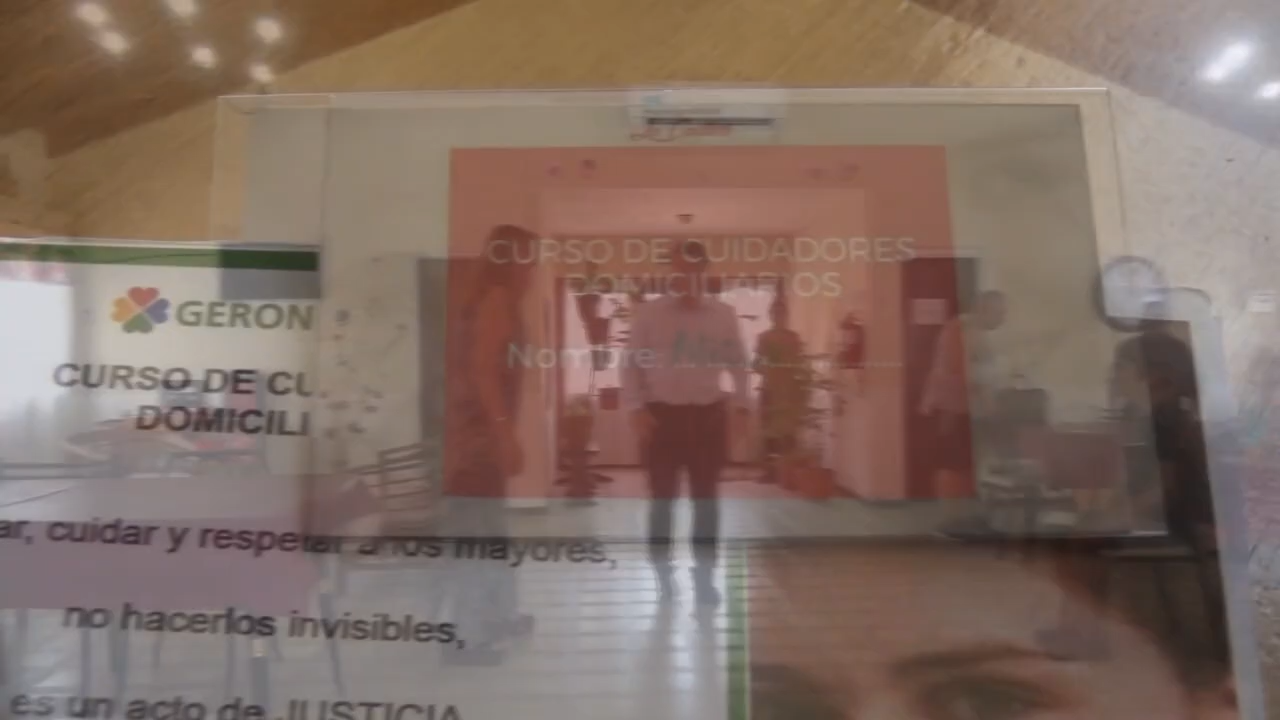 CURSO DE CUIDADORES
DOMICILIARIOS
Nombre:
GERON
CURSO DE CU
DOMICILI
ar, cuidar y respetar a los mayores,
no hacerlos invisibles,
es un acto de JUSTICIA